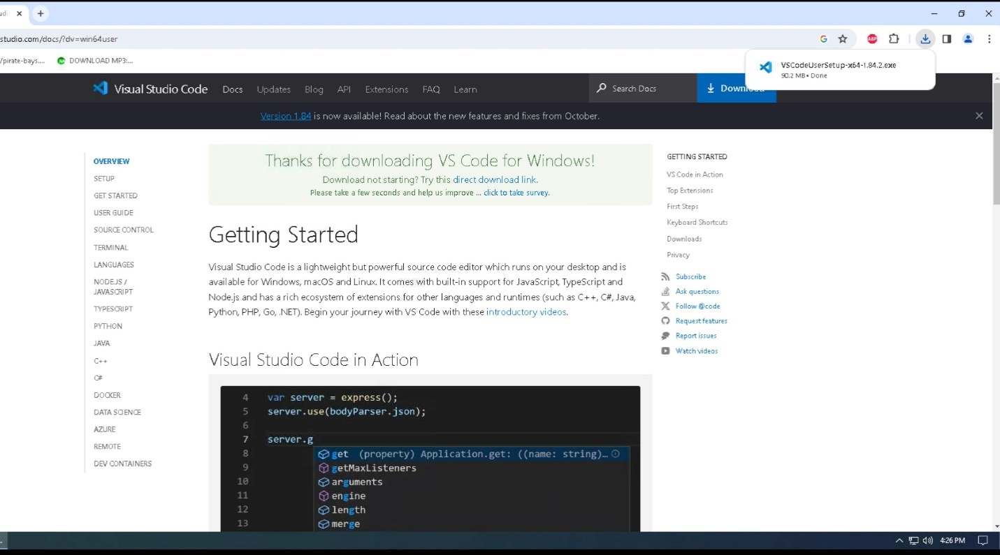 studio.com/docs/?dv=win64user
/pirate-bays....
DOWNLOAD MP3:...
ABP
VSCodeUserSetup-x64-1.84.2.exe
90.2 MB • Done
Visual Studio Code
Docs
Updates
Blog
API
Extensions
FAQ
Learn
Search Docs
Version 1.84 is now available! Read about the new features and fixes from October.
OVERVIEW
SETUP
GET STARTED
USER GUIDE
SOURCE CONTROL
TERMINAL
LANGUAGES
NODE.JS /
JAVASCRIPT
TYPESCRIPT
PYTHON
JAVA
C++
C#
DOCKER
DATA SCIENCE
AZURE
REMOTE
DEV CONTAINERS
Thanks for downloading VS Code for Windows!
Download not starting? Try this direct download link.
Please take a few seconds and help us improve ... click to take survey.
Getting Started
Visual Studio Code is a lightweight but powerful source code editor which runs on your desktop and is
available for Windows, macOS and Linux. It comes with built-in support for JavaScript, TypeScript and
Node.js and has a rich ecosystem of extensions for other languages and runtimes (such as C++, C#, Java,
Python, PHP, Go, .NET). Begin your journey with VS Code with these introductory videos.
Visual Studio Code in Action
4 var server = express();
5 server.use(bodyParser.json);
6
7 server.g
8 get (property) Application.get: ((name: string)…
9 getMaxListeners
10 arguments
11 engine
12 length
13 merge
GETTING STARTED
VS Code in Action
Top Extensions
First Steps
Keyboard Shortcuts
Downloads
Privacy
Subscribe
Ask questions
Follow @code
Request features
Report issues
Watch videos
4:26 PM